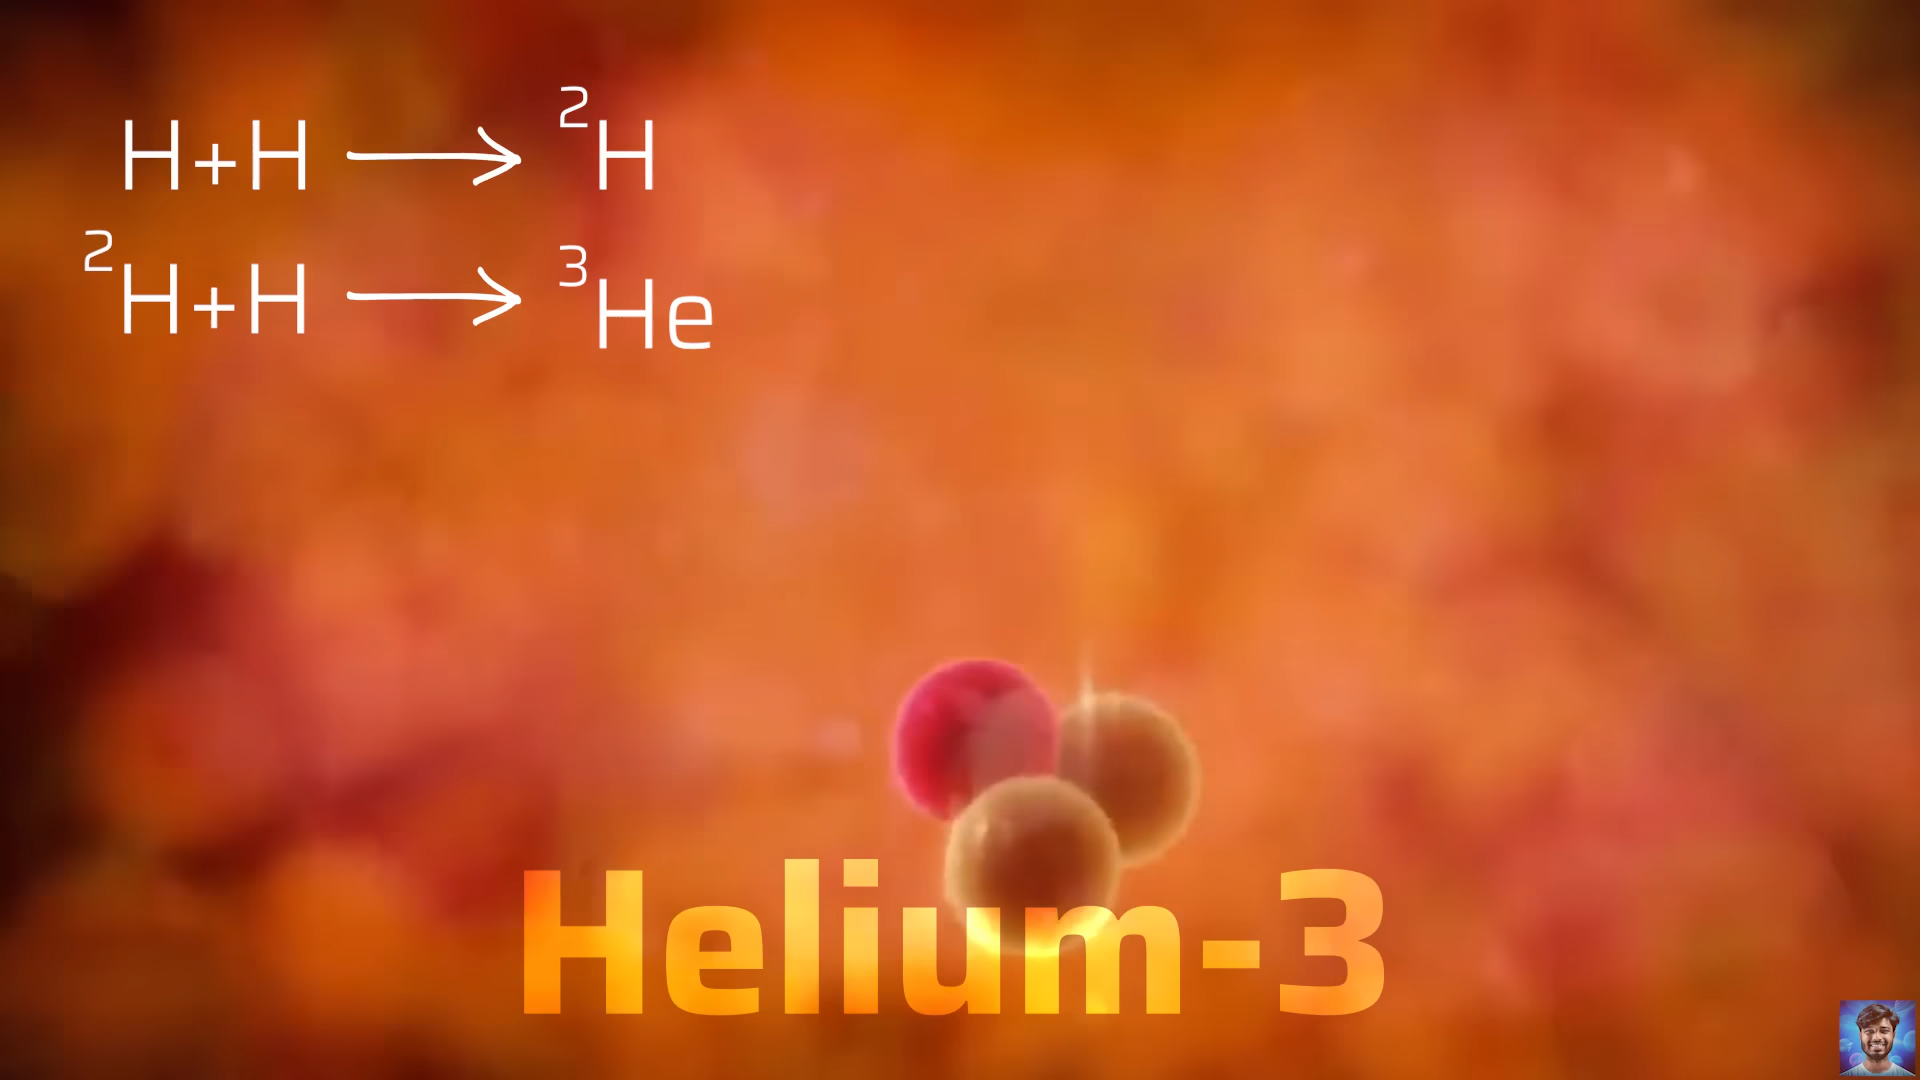 H+H → ²H
²H+H → ³He
Helium-3